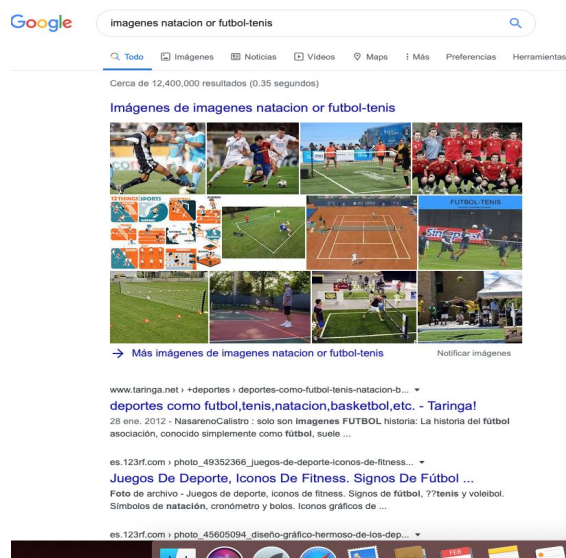 Google
imagenes natacion or futbol-tenis
Todo Imágenes Noticias Vídeos Maps Más Preferencias Herramientas
Cerca de 12,400,000 resultados (0.35 segundos)
Imágenes de imagenes natacion or futbol-tenis
12 THINGS SPORTS
FUTBOL-TENIS
→ Más imágenes de imagenes natacion or futbol-tenis
Notificar imágenes
www.taringa.net › +deportes › deportes-como-futbol-tenis-natacion-b...
deportes como futbol,tenis,natacion,basketbol,etc. - Taringa!
28 ene. 2012 - NasarenoCalistro : solo son imagenes FUTBOL historia: La historia del fútbol
asociación, conocido simplemente como fútbol, suele ...
es.123rf.com › photo_49352366_juegos-de-deporte-iconos-de-fitness...
Juegos De Deporte, Iconos De Fitness. Signos De Fútbol ...
Foto de archivo - Juegos de deporte, iconos de fitness. Signos de fútbol, ??tenis y voleibol.
Símbolos de natación, cronómetro y bolos. Iconos gráficos de ...
es.123rf.com › photo_45605094_diseño-gráfico-hermoso-de-los-dep...
FEB